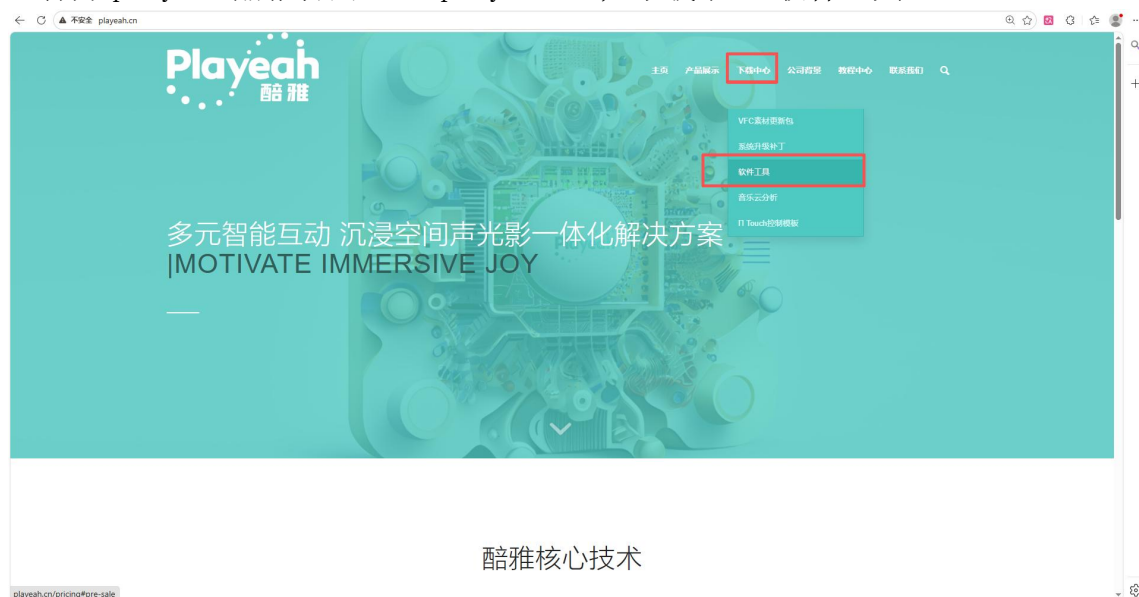 不安全 playeah.cn
Playeah
醅雅
主页 产品展示 下载中心 公司背景 教程中心 联系我们
VFC素材更新包
系统升级补丁
软件工具
音乐云分析
I'l Touch控制模板
多元智能互动 沉浸空间声光影一体化解决方案
|MOTIVATE IMMERSIVE JOY
醅雅核心技术
playeah.cn/pricing#pre-sale